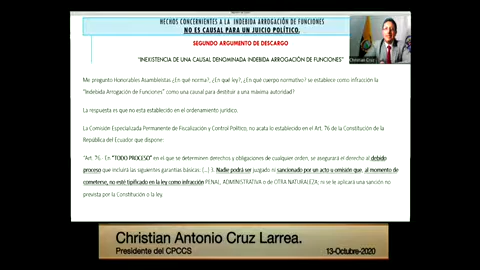 HECHOS CONCERNIENTES A LA INDEBIDA ARROGACIÓN DE FUNCIONES
NO ES CAUSAL PARA UN JUICIO POLÍTICO.
SEGUNDO ARGUMENTO DE DESCARGO
"INEXISTENCIA DE UNA CAUSAL DENOMINADA INDEBIDA ARROGACIÓN DE FUNCIONES"
Me pregunto Honorables Asambleístas ¿En qué norma?, ¿En qué ley?, ¿En qué cuerpo normativo? se establece como infracción la
"Indebida Arrogación de Funciones" como una causal para destituir a una máxima autoridad?
La respuesta es que no está establecido en el ordenamiento jurídico.
La Comisión Especializada Permanente de Fiscalización y Control Político, no acata lo establecido en el Art. 76 de la Constitución de la
República del Ecuador que dispone:
"Art. 76.- En "TODO PROCESO" en el que se determinen derechos y obligaciones de cualquier orden, se asegurará el derecho al debido
proceso que incluirá las siguientes garantías básicas: (...) 3. Nadie podrá ser juzgado ni sancionado por un acto u omisión que, al momento de
cometerse, no esté tipificado en la ley como infracción PENAL, ADMINISTRATIVA o de OTRA NATURALEZA; ni se le aplicará una sanción no
prevista por la Constitución o la ley.
Christian Cruz
Christian Antonio Cruz Larrea.
Presidente del CPCCS
13-Octubre-2020